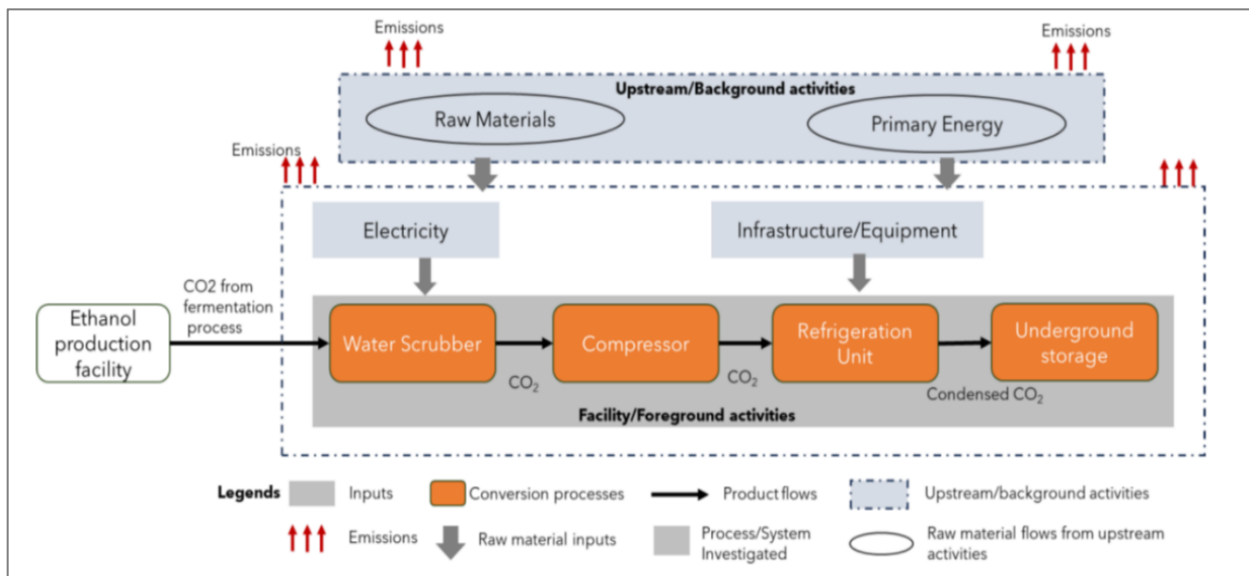 Emissions
Emissions
Upstream/Background activities
Raw Materials
Primary Energy
Emissions
Electricity
Infrastructure/Equipment
CO2 from
fermentation
process
Ethanol
production
facility
Water Scrubber
Compressor
Refrigeration
Unit
Underground
storage
CO₂
CO₂
Condensed CO₂
Facility/Foreground activities
Legends
Inputs
Conversion processes
Product flows
Upstream/background activities
Emissions
Raw material inputs
Process/System
Investigated
Raw material flows from upstream
activities